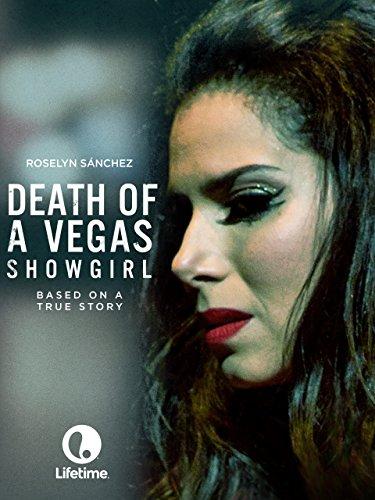 ROSELYN SÁNCHEZ
DEATH OF
A VEGAS
SHOWGIRL
BASED ON A
TRUE STORY
Lifetime